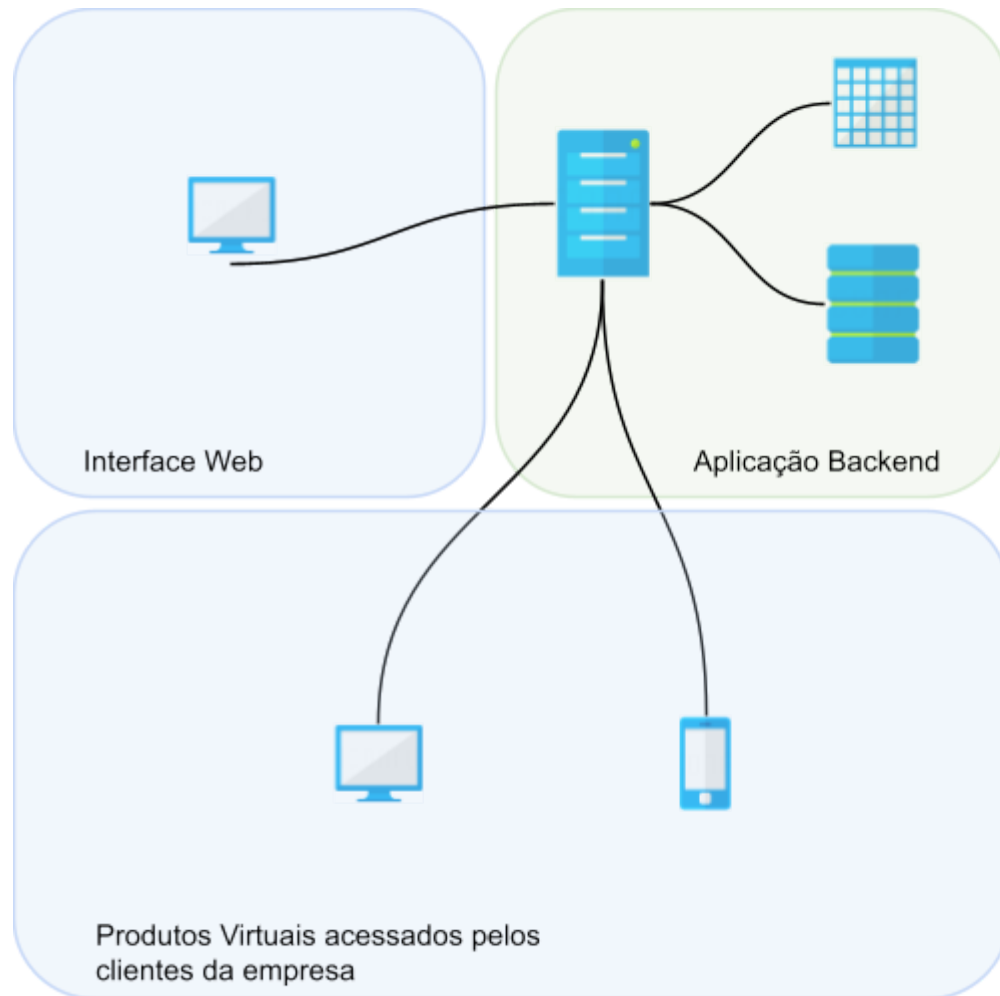 Interface Web
Aplicação Backend
Produtos Virtuais acessados pelos
clientes da empresa